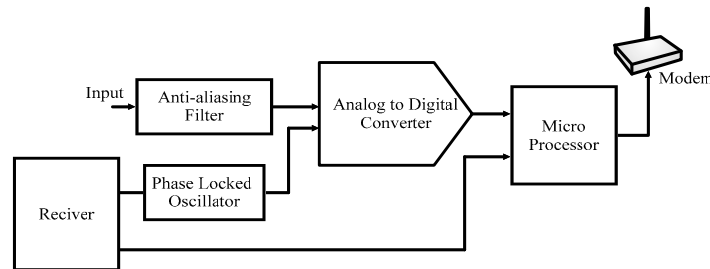 Input
Anti-aliasing
Filter
Analog to Digital
Converter
Modem
Micro
Processor
Phase Locked
Oscillator
Reciver